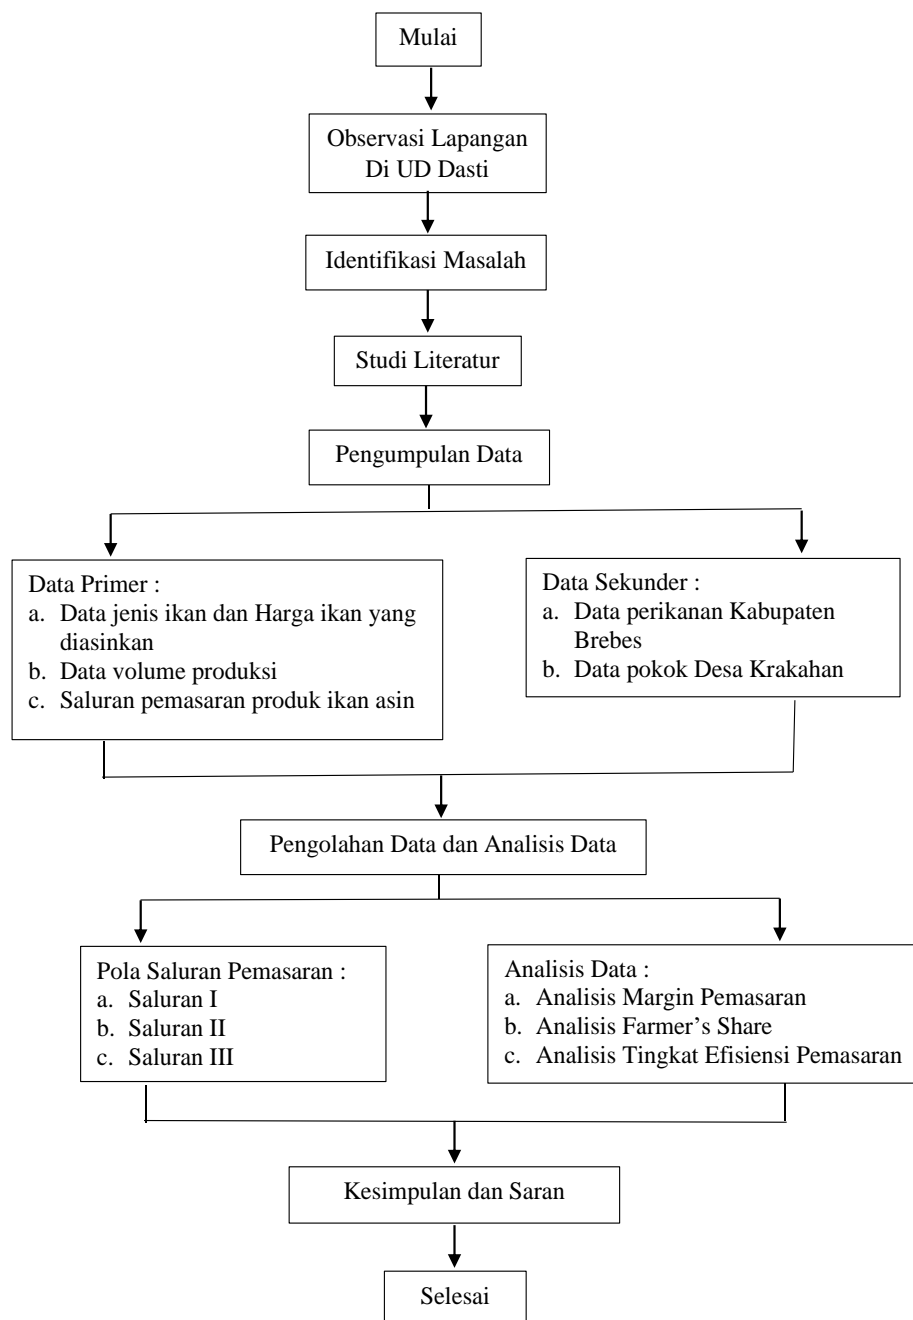 Mulai
Observasi Lapangan
Di UD Dasti
Identifikasi Masalah
Studi Literatur
Pengumpulan Data
Data Primer :
a. Data jenis ikan dan Harga ikan yang
diasinkan
b. Data volume produksi
c. Saluran pemasaran produk ikan asin
Data Sekunder :
a. Data perikanan Kabupaten
Brebes
b. Data pokok Desa Krakahan
Pengolahan Data dan Analisis Data
Pola Saluran Pemasaran :
a. Saluran I
b. Saluran II
c. Saluran III
Analisis Data :
a. Analisis Margin Pemasaran
b. Analisis Farmer’s Share
c. Analisis Tingkat Efisiensi Pemasaran
Kesimpulan dan Saran
Selesai